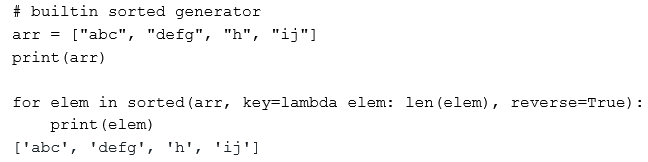 # builtin sorted generator
arr = ["abc", "defg", "h", "ij"]
print(arr)
for elem in sorted(arr, key=lambda elem: len(elem), reverse=True):
    print(elem)
['abc', 'defg', 'h', 'ij']